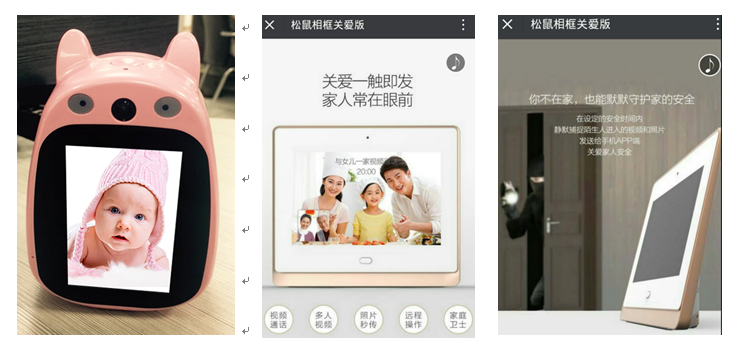 松鼠相框关爱版
关爱一触即发
家人常在眼前
与女儿一家视频
20:00
视频
通话
多人
视频
照片
秒传
远程
操作
家庭
卫士
松鼠相框关爱版
你不在家，也能默默守护家的安全
在设定的安全时间内
静默捕捉陌生人进入的视频和照片
发送给手机APP端
关爱家人安全